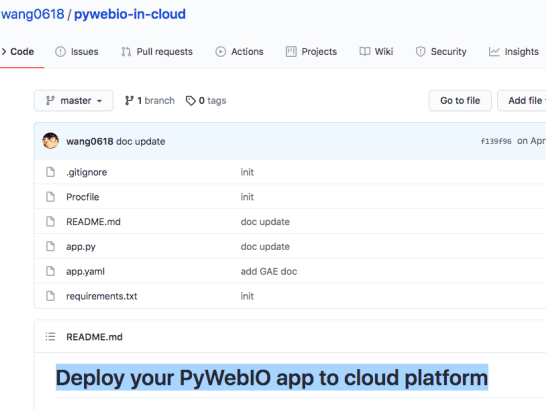 wang0618 / pywebio-in-cloud
Code Issues Pull requests Actions Projects Wiki Security Insights
master 1 branch 0 tags Go to file Add file
wang0618 doc update f139f96 on Apr
.gitignore init
Procfile init
README.md doc update
app.py doc update
app.yaml add GAE doc
requirements.txt init
README.md
Deploy your PyWebIO app to cloud platform